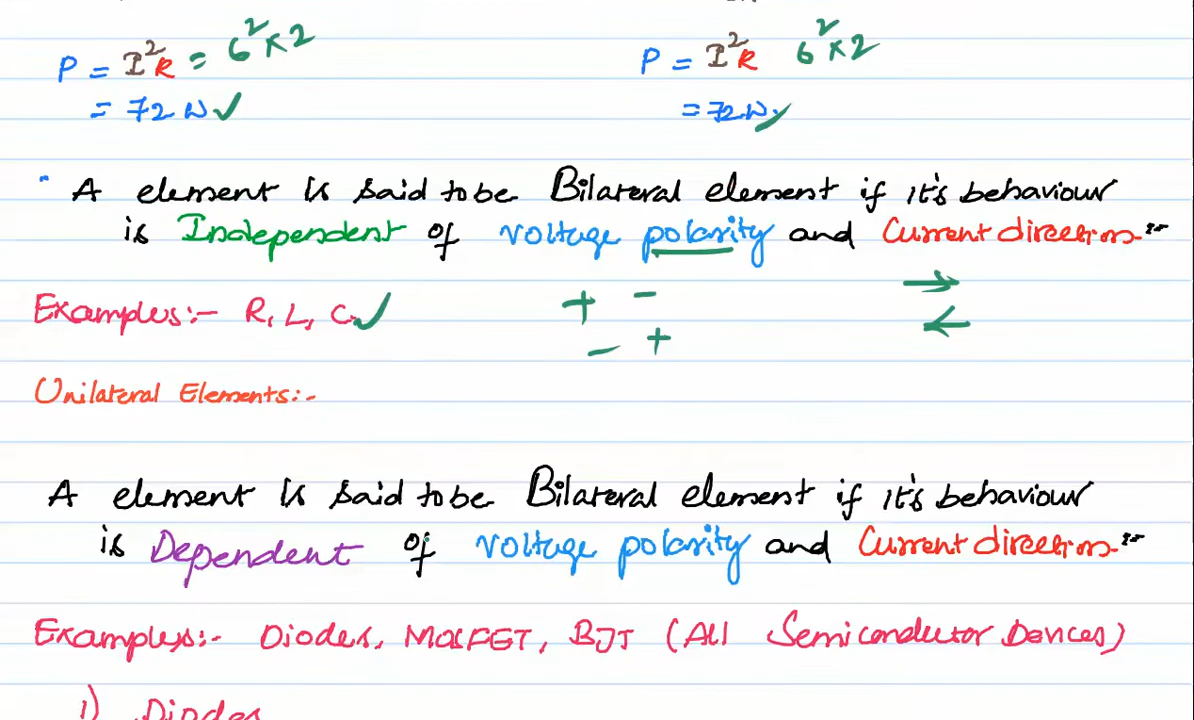 P = I²R = 6² x 2
= 72 W ✓
P = I²R 6² x 2
= 72W ✓
A element is said to be Bilateral element if it's behaviour
is Independent of voltage polarity and Current direction
Examples:- R, L, C ✓
+ -
- +
→
←
Unilateral Elements:-
A element is said to be Bilateral element if it's behaviour
is Dependent of voltage polarity and Current direction
Examples:- Diodes, MOSFET, BJT (All Semiconductor Devices)
1) Diodes